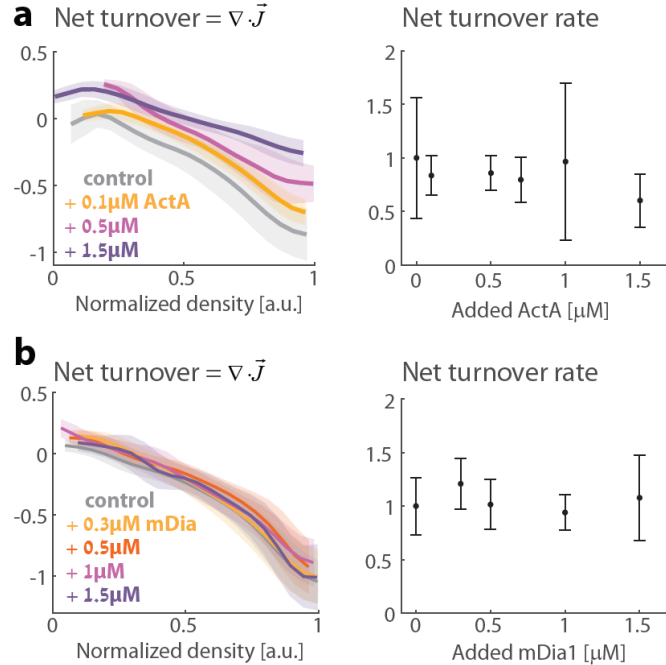 a
Net turnover = ∇ ⋅ J⃗
0.5
0
-0.5
-1
control
+ 0.1μM ActA
+ 0.5μM
+ 1.5μM
0
0.5
1
Normalized density [a.u.]
Net turnover rate
2
1.5
1
0.5
0
0
0.5
1
1.5
Added ActA [μM]
b
Net turnover = ∇ ⋅ J⃗
0.5
0
-0.5
-1
control
+ 0.3μM mDia
+ 0.5μM
+ 1μM
+ 1.5μM
0
0.5
1
Normalized density [a.u.]
Net turnover rate
2
1.5
1
0.5
0
0
0.5
1
1.5
Added mDia1 [μM]